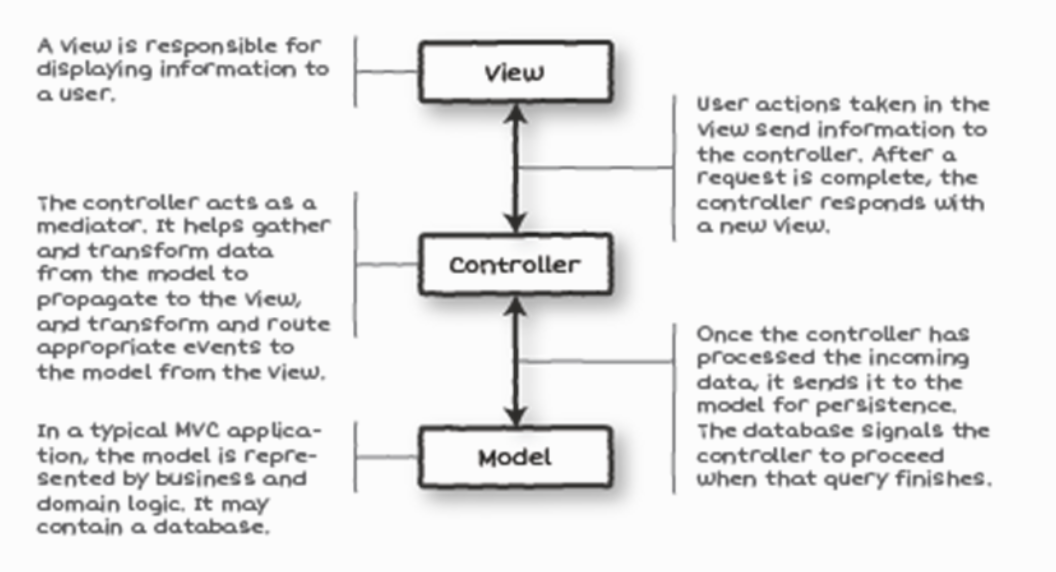 A view is responsible for
displaying information to
a user.
View
User actions taken in the
view send information to
the controller. After a
request is complete, the
controller responds with
a new view.
The controller acts as a
mediator. It helps gather
and transform data
from the model to
propagate to the view,
and transform and route
appropriate events to
the model from the view.
Controller
Once the controller has
processed the incoming
data, it sends it to the
model for persistence.
The database signals the
controller to proceed
when that query finishes.
In a typical MVC applica-
tion, the model is repre-
sented by business and
domain logic. It may
contain a database.
Model